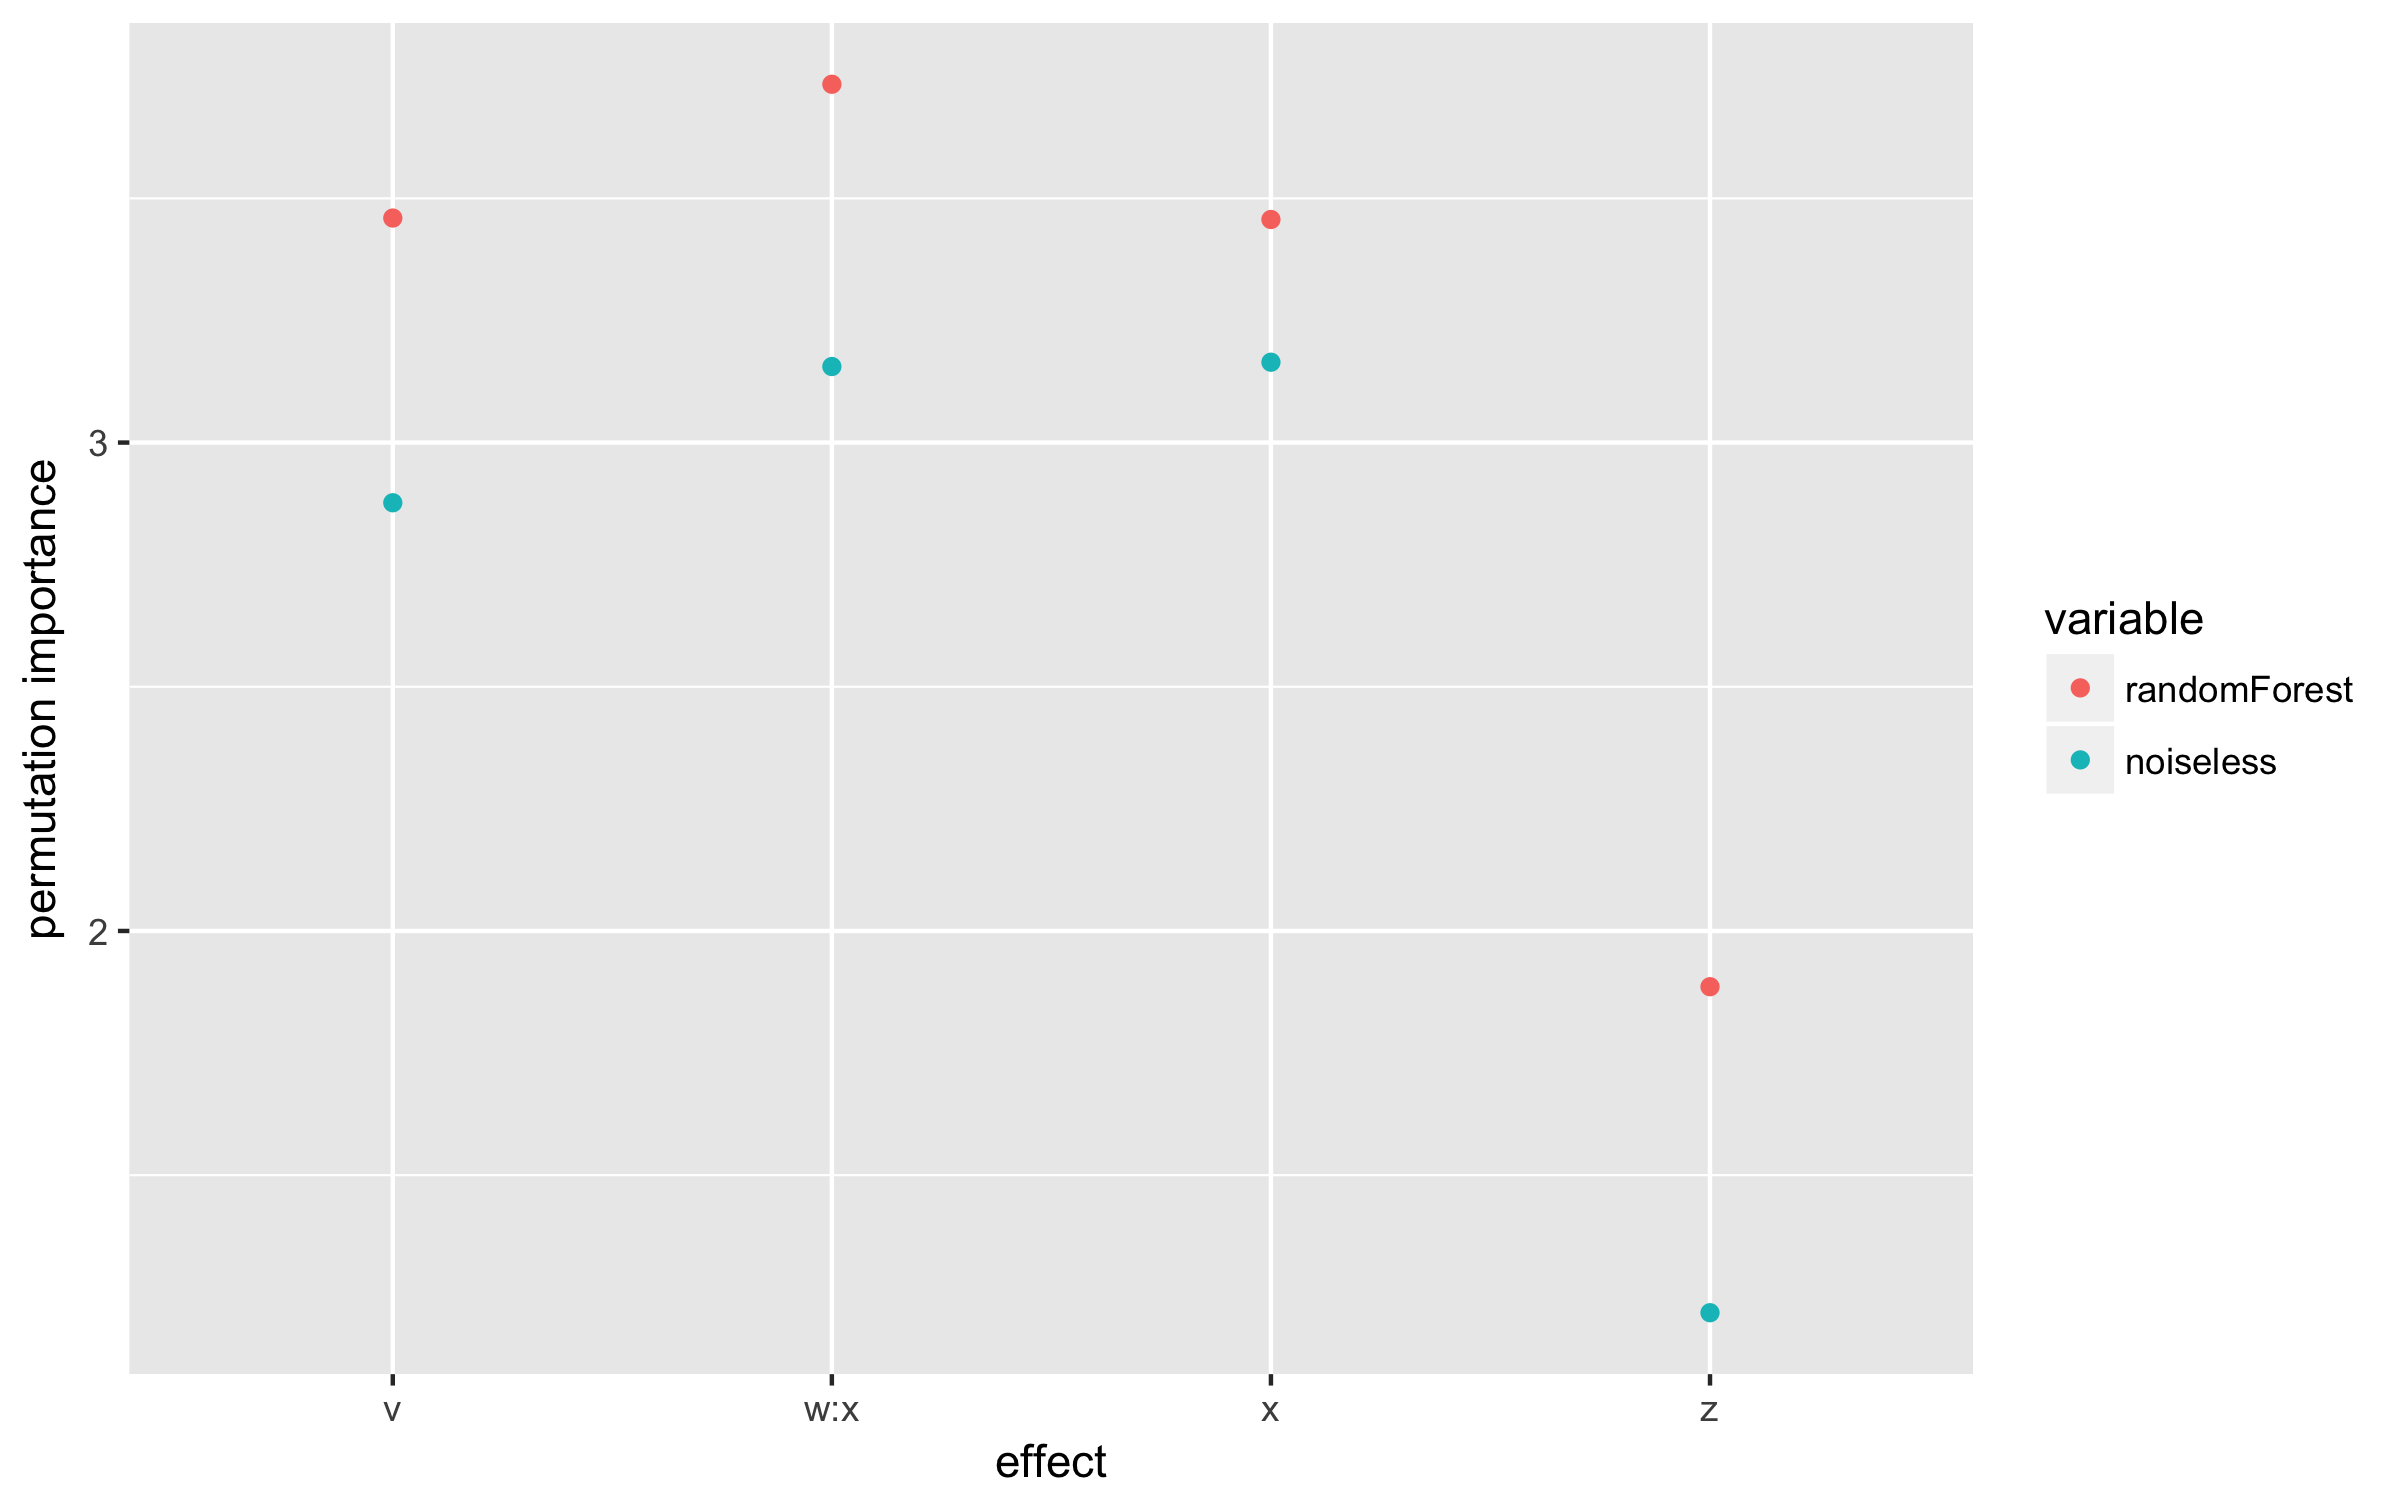 permutation importance
3
2
v
w:x
x
z
effect
variable
randomForest
noiseless